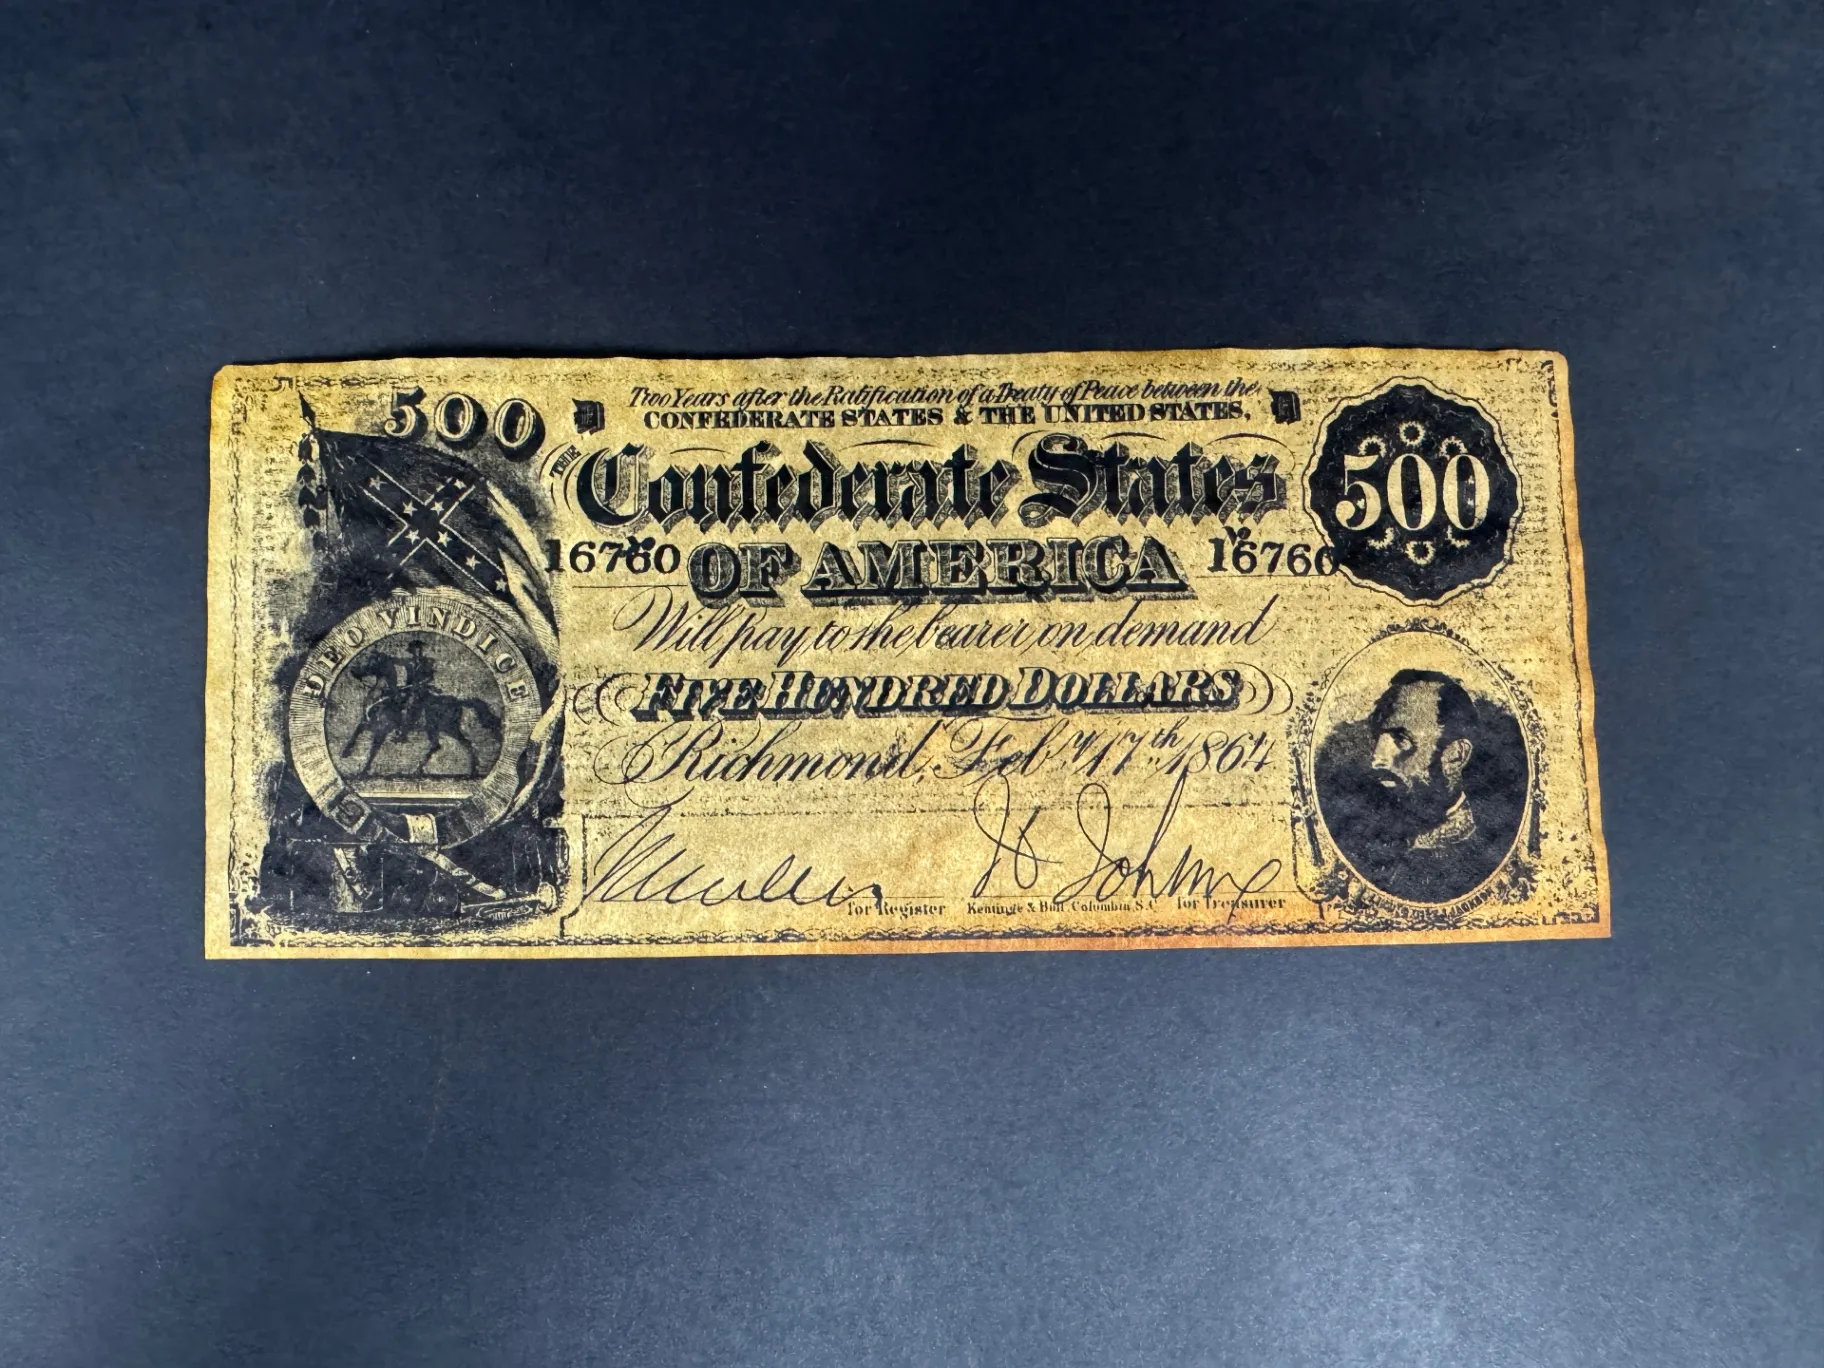 500
Two Years after the Ratification of a Treaty of Peace between the
CONFEDERATE STATES & THE UNITED STATES,
500
THE
Confederate States
16760 OF AMERICA 16760
Will pay to the bearer on demand
DEO VINDICE
FIVE HUNDRED DOLLARS
Richmond, Feby 17th 1864
for Register
Columbia, S.C.
for Treasurer